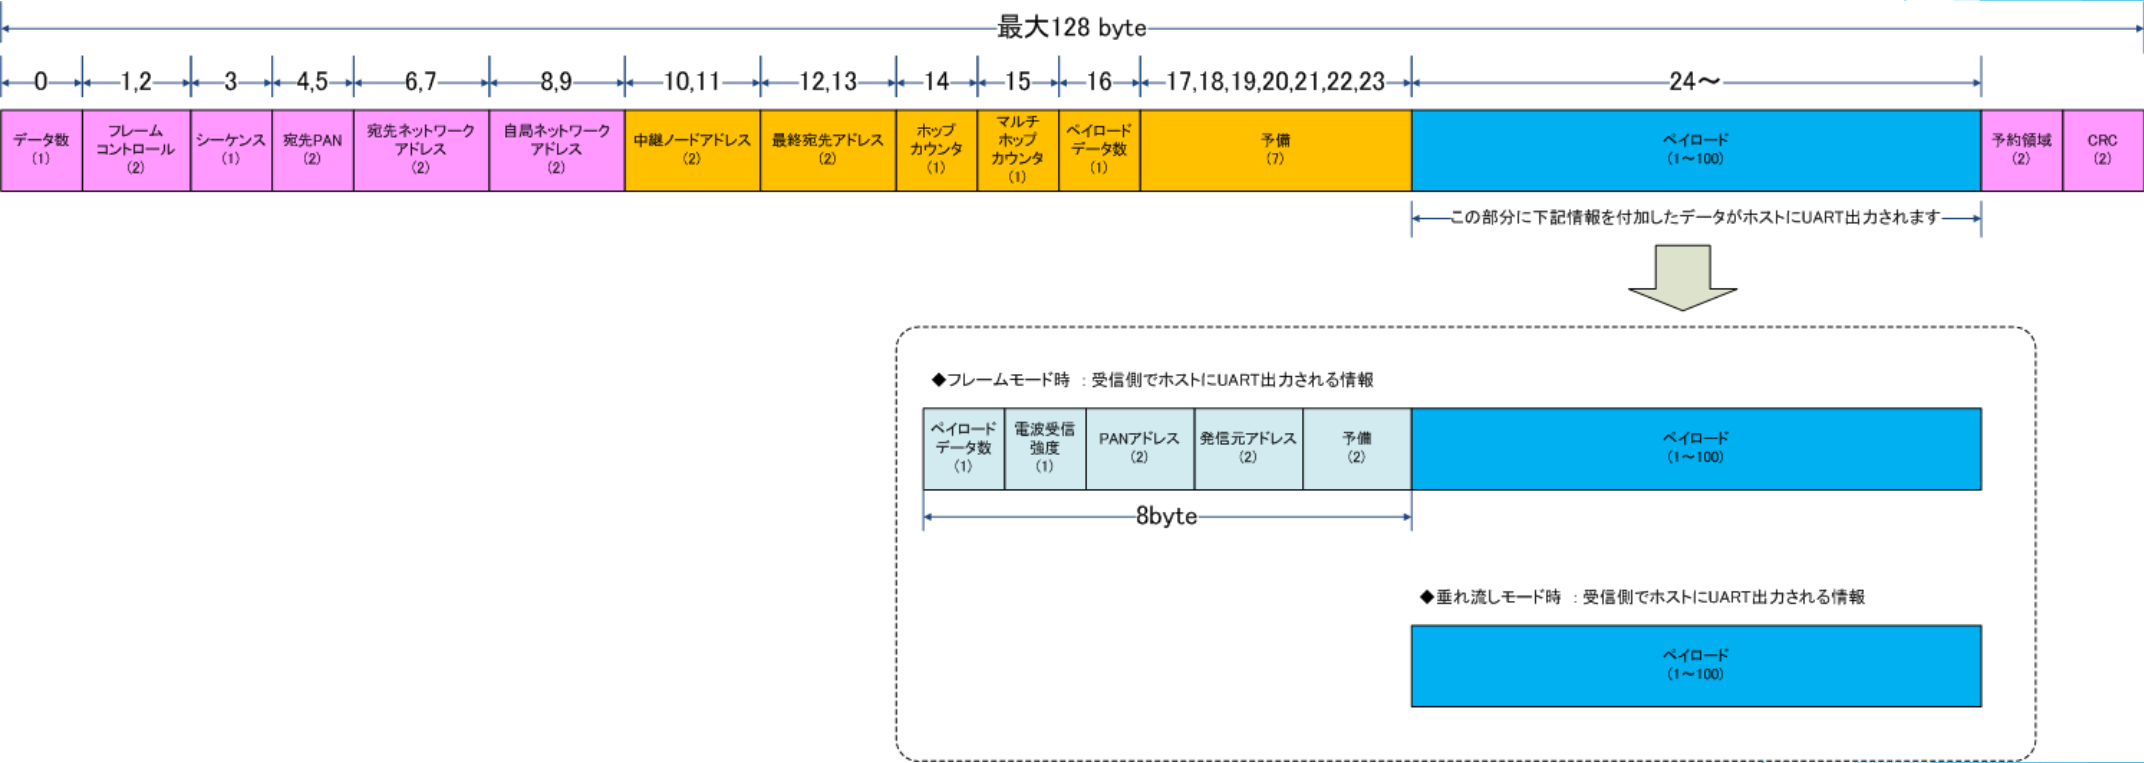 最大128 byte
0
1,2
3
4,5
6,7
8,9
10,11
12,13
14
15
16
17,18,19,20,21,22,23
24～
データ数
(1)
フレーム
コントロール
(2)
シーケンス
(1)
宛先PAN
(2)
宛先ネットワーク
アドレス
(2)
自局ネットワーク
アドレス
(2)
中継ノードアドレス
(2)
最終宛先アドレス
(2)
ホップ
カウンタ
(1)
マルチ
ホップ
カウンタ
(1)
ペイロード
データ数
(1)
予備
(7)
ペイロード
(1～100)
予約領域
(2)
CRC
(2)
この部分に下記情報を付加したデータがホストにUART出力されます
◆フレームモード時 : 受信側でホストにUART出力される情報
ペイロード
データ数
(1)
電波受信
強度
(1)
PANアドレス
(2)
発信元アドレス
(2)
予備
(2)
ペイロード
(1～100)
8byte
◆垂れ流しモード時 : 受信側でホストにUART出力される情報
ペイロード
(1～100)